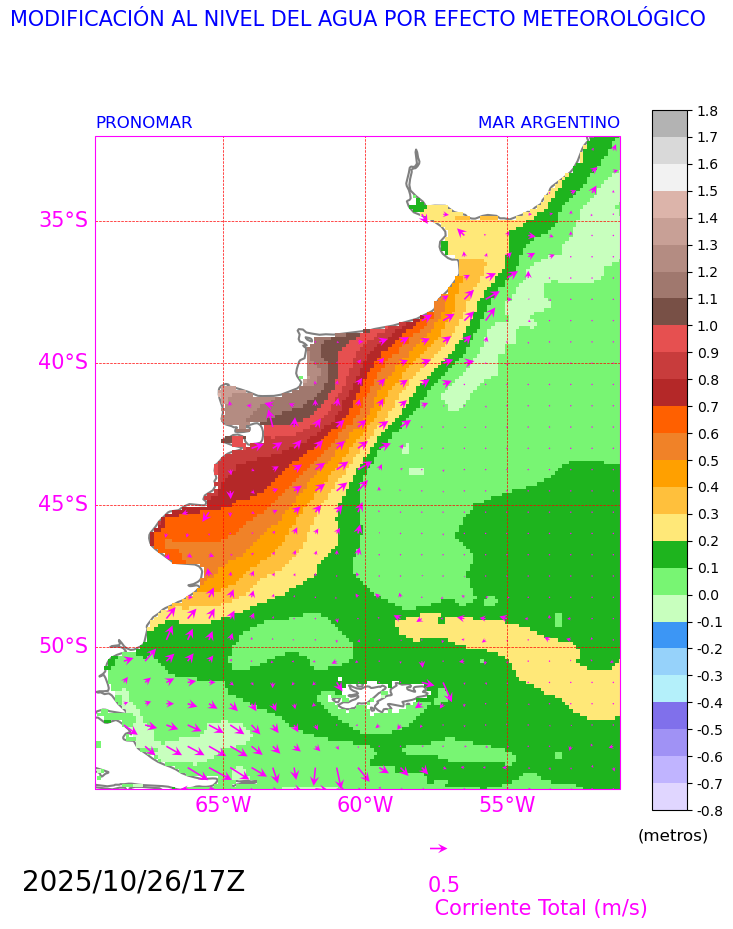 MODIFICACIÓN AL NIVEL DEL AGUA POR EFECTO METEOROLÓGICO
PRONOMAR
MAR ARGENTINO
1.8
1.7
1.6
1.5
1.4
1.3
1.2
1.1
1.0
0.9
0.8
0.7
0.6
0.5
0.4
0.3
0.2
0.1
0.0
-0.1
-0.2
-0.3
-0.4
-0.5
-0.6
-0.7
-0.8
(metros)
35°S
40°S
45°S
50°S
65°W
60°W
55°W
2025/10/26/17Z
0.5
Corriente Total (m/s)